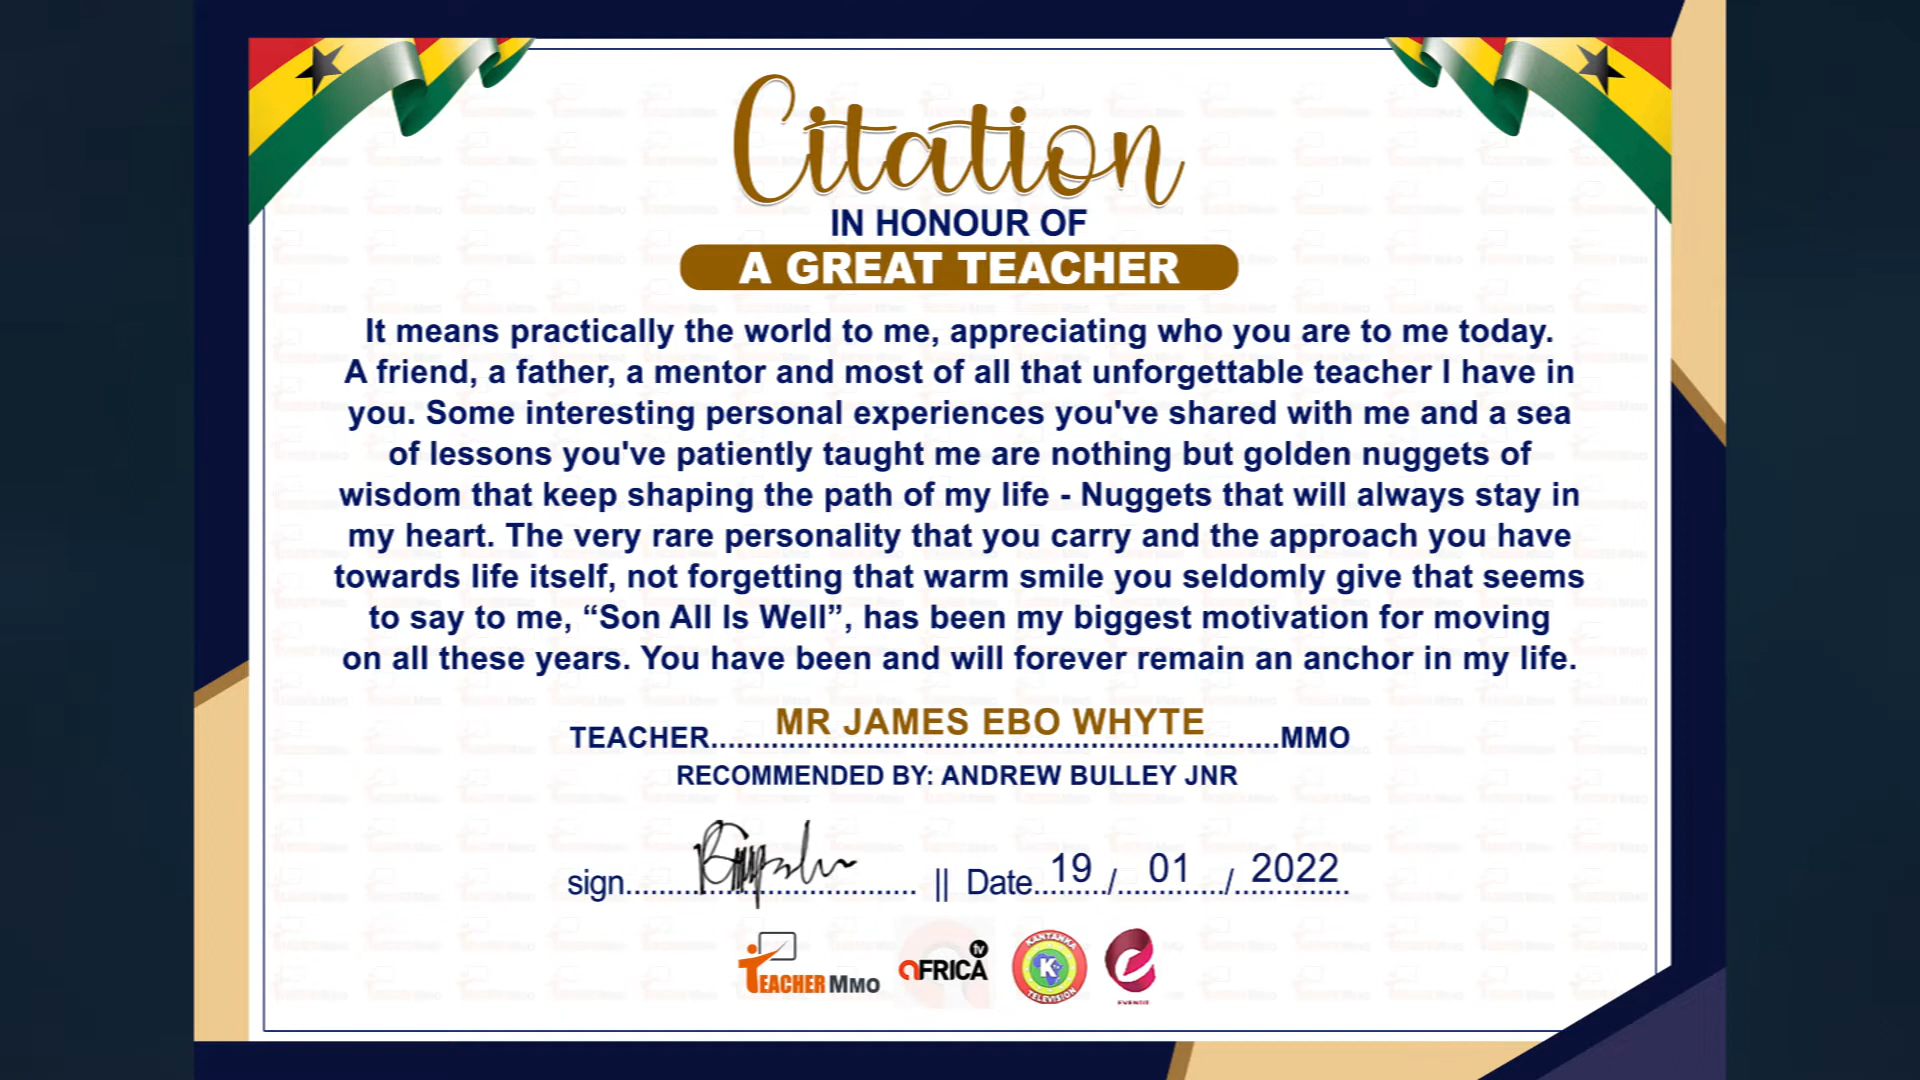 Citation
IN HONOUR OF
A GREAT TEACHER
It means practically the world to me, appreciating who you are to me today.
A friend, a father, a mentor and most of all that unforgettable teacher I have in
you. Some interesting personal experiences you've shared with me and a sea
of lessons you've patiently taught me are nothing but golden nuggets of
wisdom that keep shaping the path of my life - Nuggets that will always stay in
my heart. The very rare personality that you carry and the approach you have
towards life itself, not forgetting that warm smile you seldomly give that seems
to say to me, “Son All Is Well”, has been my biggest motivation for moving
on all these years. You have been and will forever remain an anchor in my life.
TEACHER.......MR JAMES EBO WHYTE.......MMO
RECOMMENDED BY: ANDREW BULLEY JNR
sign....... || Date 19 / 01 / 2022
TEACHER MMO
AFRICA tv
KANTANKA K TELEVISION
e